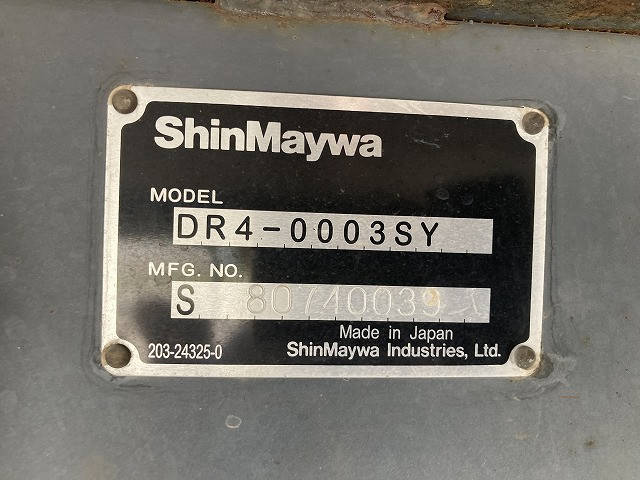 ShinMaywa
MODEL
DR4-0003SY
MFG. NO.
S 80740039
Made in Japan
203-24325-0 ShinMaywa Industries, Ltd.